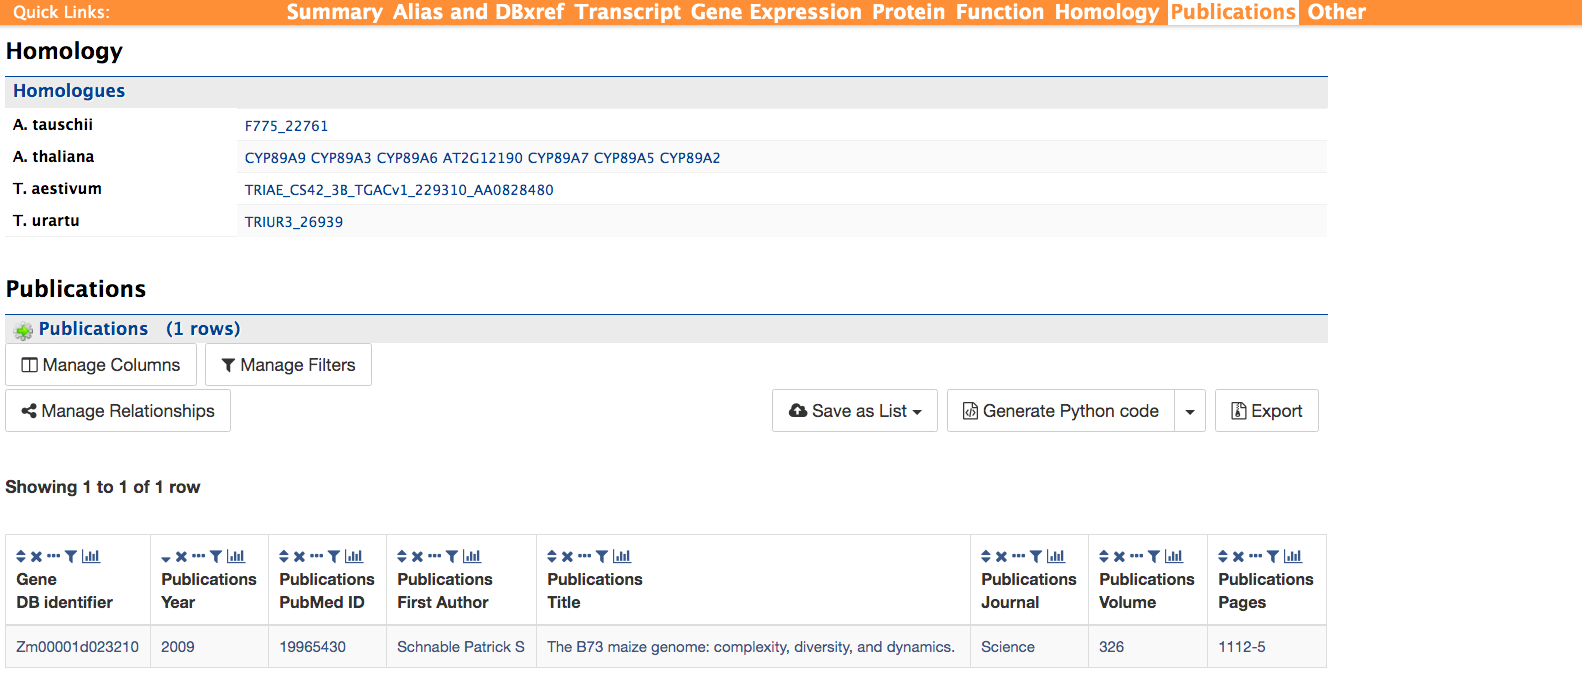 Quick Links: Summary Alias and DBxref Transcript Gene Expression Protein Function Homology Publications Other
Homology
Homologues
A. tauschii F775_22761
A. thaliana CYP89A9 CYP89A3 CYP89A6 AT2G12190 CYP89A7 CYP89A5 CYP89A2
T. aestivum TRIAE_CS42_3B_TGACv1_229310_AA0828480
T. urartu TRIUR3_26939
Publications
Publications (1 rows)
Manage Columns Manage Filters
Manage Relationships Save as List Generate Python code Export
Showing 1 to 1 of 1 row
Gene Publications Publications Publications Publications Publications Publications Publications
DB identifier Year PubMed ID First Author Title Journal Volume Pages
Zm00001d023210 2009 19965430 Schnable Patrick S The B73 maize genome: complexity, diversity, and dynamics. Science 326 1112-5